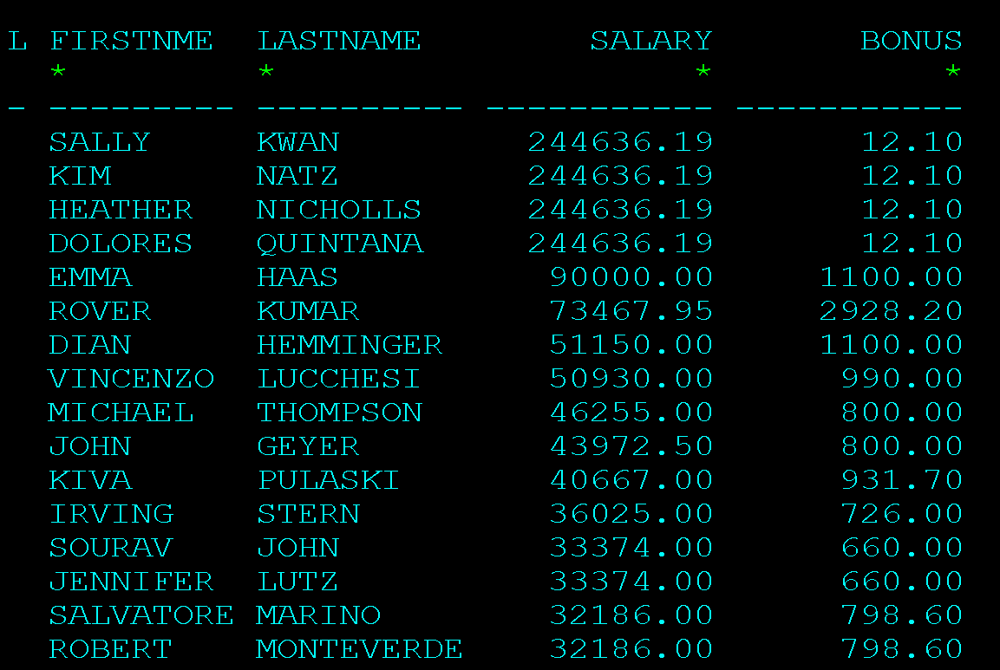 L FIRSTNME LASTNAME SALARY BONUS
* * * *
- --------- ---------- ----------- -----------
SALLY KWAN 244636.19 12.10
KIM NATZ 244636.19 12.10
HEATHER NICHOLLS 244636.19 12.10
DOLORES QUINTANA 244636.19 12.10
EMMA HAAS 90000.00 1100.00
ROVER KUMAR 73467.95 2928.20
DIAN HEMMINGER 51150.00 1100.00
VINCENZO LUCCHESI 50930.00 990.00
MICHAEL THOMPSON 46255.00 800.00
JOHN GEYER 43972.50 800.00
KIVA PULASKI 40667.00 931.70
IRVING STERN 36025.00 726.00
SOURAV JOHN 33374.00 660.00
JENNIFER LUTZ 33374.00 660.00
SALVATORE MARINO 32186.00 798.60
ROBERT MONTEVERDE 32186.00 798.60